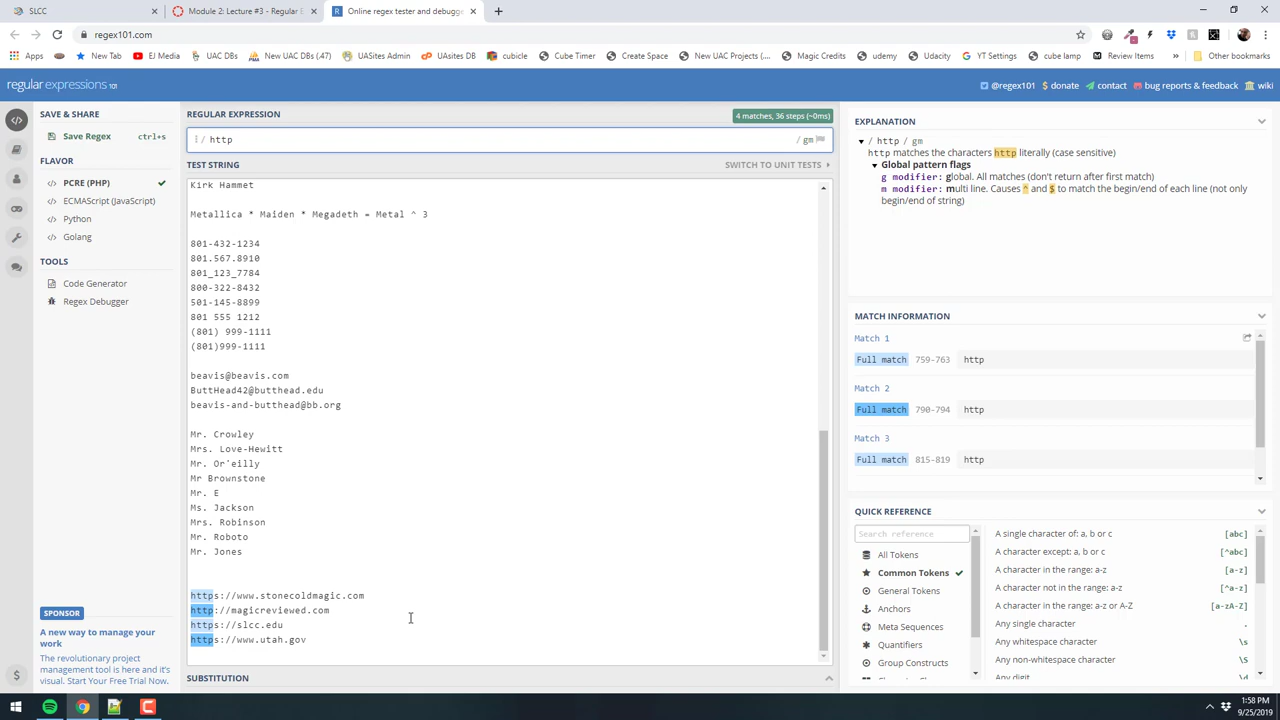 SLCC
Module 2: Lecture #3 - Regular E
Online regex tester and debugge
regex101.com
Apps
UAC DBs
EJ Media
New UAC DBs (.47)
UASites Admin
UAsites DB
cubicle
Cube Timer
Create Space
New UAC Projects (...
Magic Credits
udemy
Udacity
YT Settings
cube lamp
Review Items
Other bookmarks
regular expressions 101
@regex101
donate
contact
bug reports & feedback
wiki
SAVE & SHARE
Save Regex
ctrl+s
FLAVOR
PCRE (PHP)
ECMAScript (JavaScript)
Python
Golang
TOOLS
Code Generator
Regex Debugger
SPONSOR
A new way to manage your
work
The revolutionary project
management tool is here and it's
visual. Start Your Free Trial Now.
REGULAR EXPRESSION
4 matches, 36 steps (~0ms)
/ http
/ gm
TEST STRING
SWITCH TO UNIT TESTS
Kirk Hammet
Metallica * Maiden * Megadeth = Metal ^ 3
801-432-1234
801.567.8910
801_123_7784
800-322-8432
501-145-8899
801 555 1212
(801) 999-1111
(801)999-1111
beavis@beavis.com
ButtHead42@butthead.edu
beavis-and-butthead@bb.org
Mr. Crowley
Mrs. Love-Hewitt
Mr. Or'eilly
Mr Brownstone
Mr. E
Ms. Jackson
Mrs. Robinson
Mr. Roboto
Mr. Jones
https://www.stonecoldmagic.com
http://magicreviewed.com
https://slcc.edu
https://www.utah.gov
SUBSTITUTION
EXPLANATION
/ http / gm
http matches the characters http literally (case sensitive)
Global pattern flags
g modifier: global. All matches (don't return after first match)
m modifier: multi line. Causes ^ and $ to match the begin/end of each line (not only
begin/end of string)
MATCH INFORMATION
Match 1
Full match 759-763 http
Match 2
Full match 790-794 http
Match 3
Full match 815-819 http
QUICK REFERENCE
Search reference
All Tokens
Common Tokens
General Tokens
Anchors
Meta Sequences
Quantifiers
Group Constructs
A single character of: a, b or c [abc]
A character except: a, b or c [^abc]
A character in the range: a-z [a-z]
A character not in the range: a-z [^a-z]
A character in the range: a-z or A-Z [a-zA-Z]
Any single character .
Any whitespace character \s
Any non-whitespace character \S
Any digit \d
1:58 PM
9/25/2019